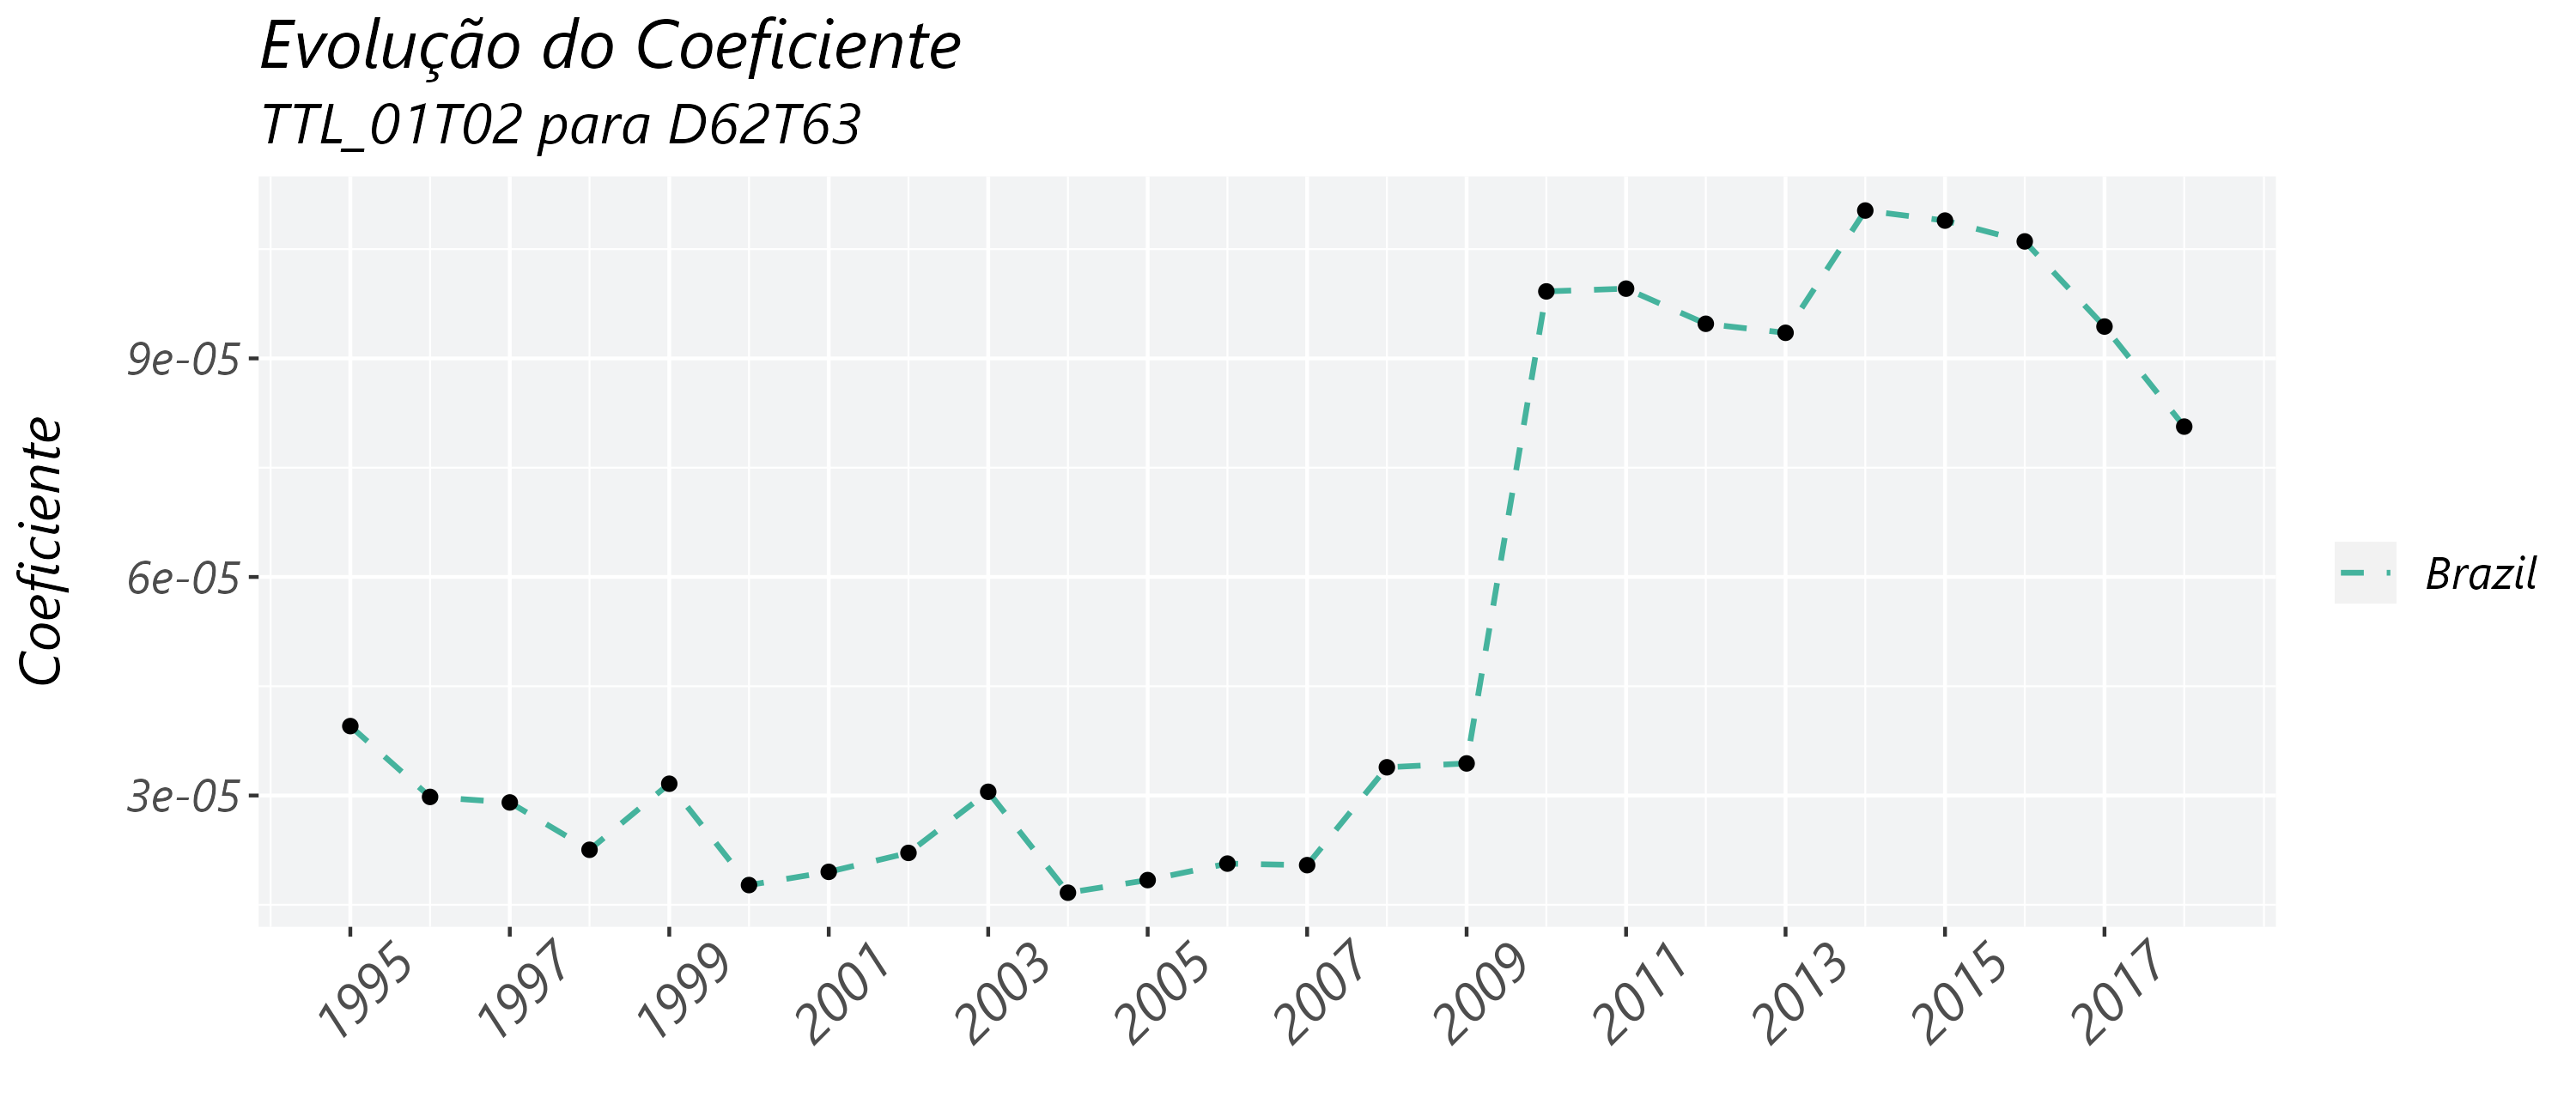 Evolução do Coeficiente
TTL_01T02 para D62T63
Coeficiente
9e-05
6e-05
3e-05
1995
1997
1999
2001
2003
2005
2007
2009
2011
2013
2015
2017
Brazil